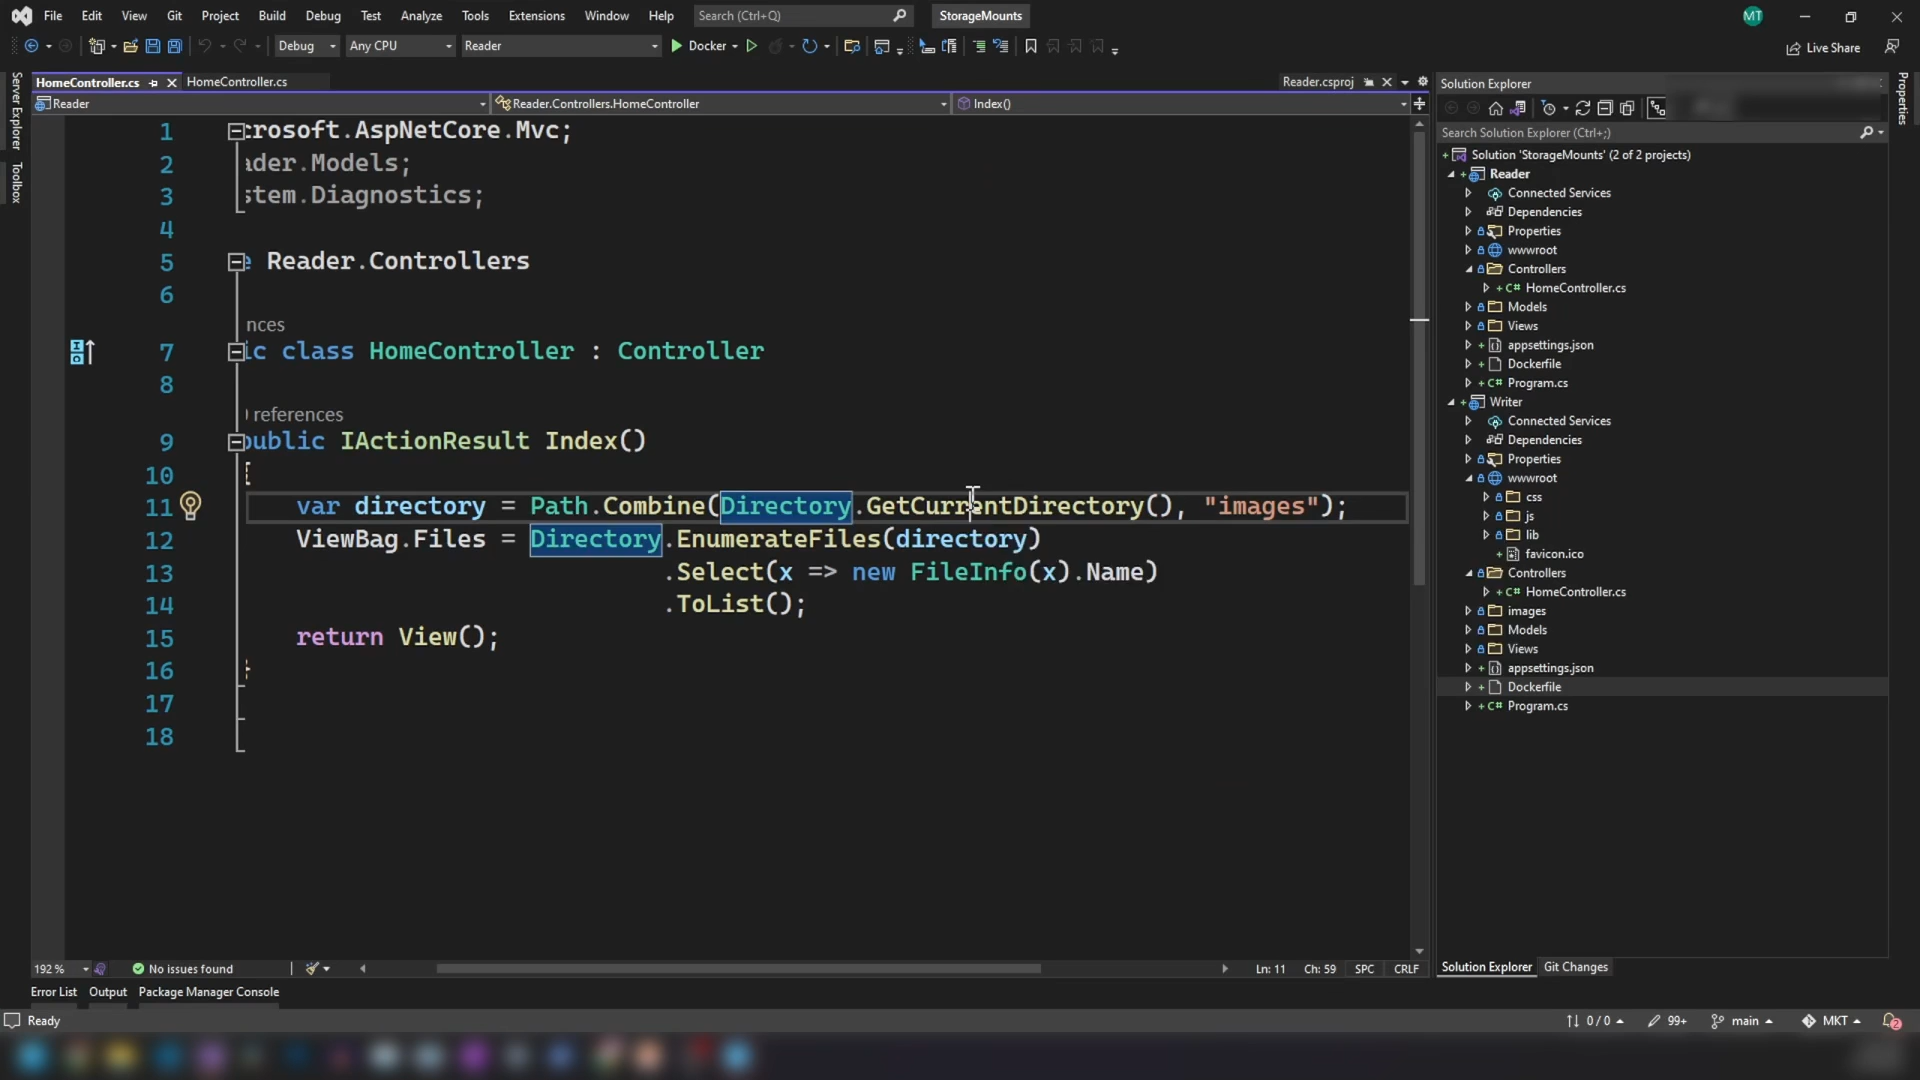 File Edit View Git Project Build Debug Test Analyze Tools Extensions Window Help Search (Ctrl+Q) StorageMounts MT
Debug Any CPU Reader Docker Live Share
HomeController.cs HomeController.cs Reader.csproj
Reader Reader.Controllers.HomeController Index()
Server Explorer
Toolbox
1 crosoft.AspNetCore.Mvc;
2 ader.Models;
3 stem.Diagnostics;
4
5 Reader.Controllers
6
nces
7 ic class HomeController : Controller
8
references
9 public IActionResult Index()
10 {
11 var directory = Path.Combine(Directory.GetCurrentDirectory(), "images");
12 ViewBag.Files = Directory.EnumerateFiles(directory)
13 .Select(x => new FileInfo(x).Name)
14 .ToList();
15 return View();
16 }
17
18
192 % No issues found Ln: 11 Ch: 59 SPC CRLF
Error List Output Package Manager Console
Solution Explorer
Search Solution Explorer (Ctrl+;)
Solution 'StorageMounts' (2 of 2 projects)
Reader
Connected Services
Dependencies
Properties
wwwroot
Controllers
C# HomeController.cs
Models
Views
appsettings.json
Dockerfile
C# Program.cs
Writer
Connected Services
Dependencies
Properties
wwwroot
css
js
lib
favicon.ico
Controllers
C# HomeController.cs
images
Models
Views
appsettings.json
Dockerfile
C# Program.cs
Solution Explorer Git Changes
Properties
Ready 0 / 0 99+ main MKT 2